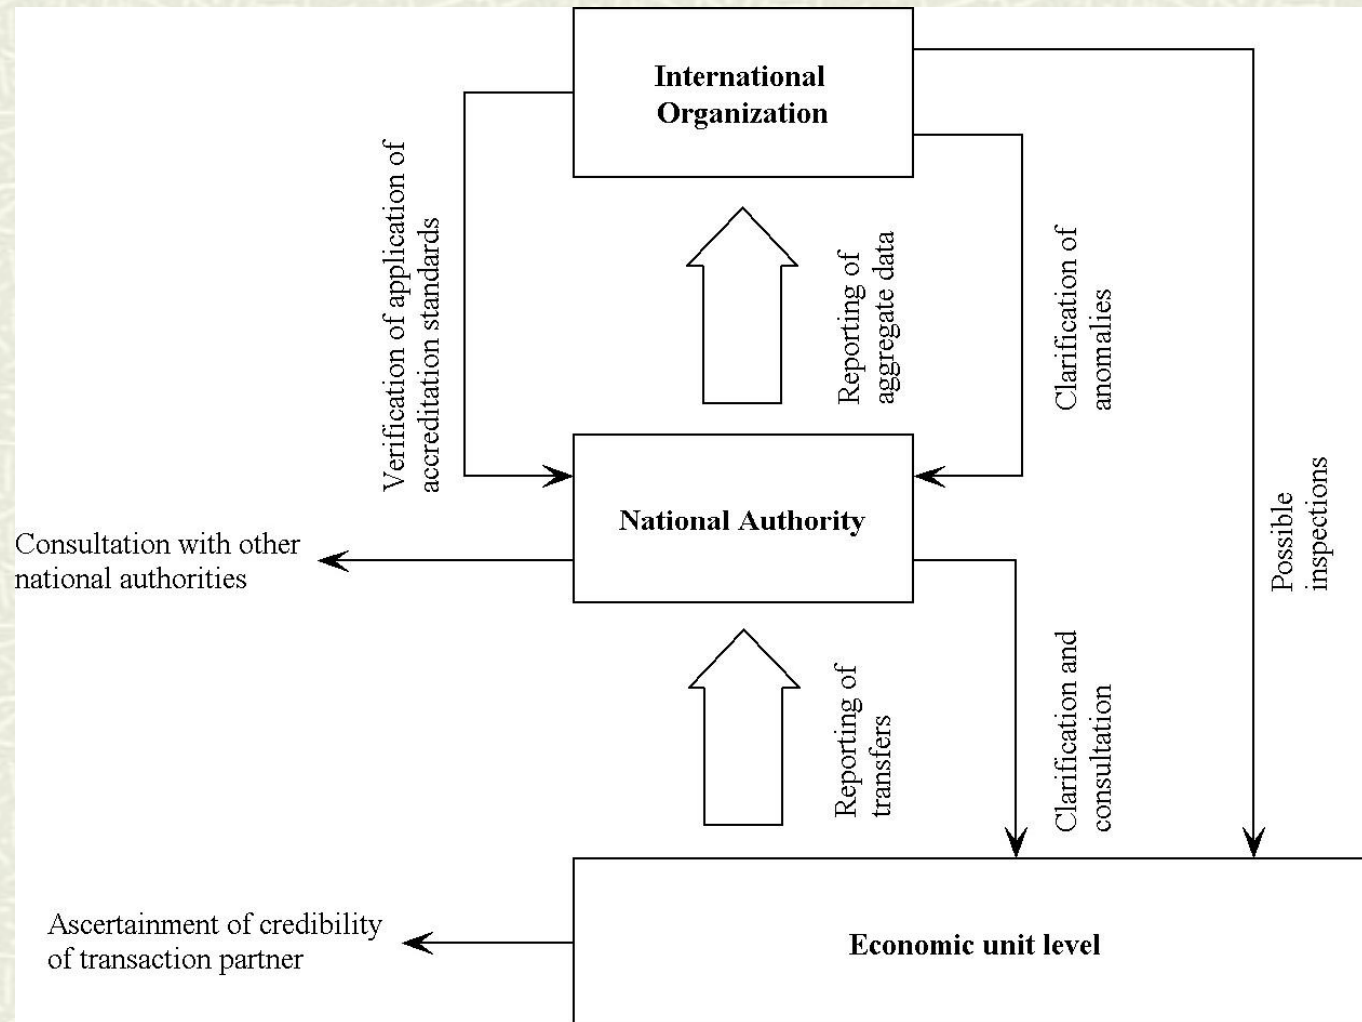 International
Organization
Verification of application of
accreditation standards
Reporting of
aggregate data
Clarification of
anomalies
Possible
inspections
National Authority
Consultation with other
national authorities
Reporting of
transfers
Clarification and
consultation
Ascertainment of credibility
of transaction partner
Economic unit level